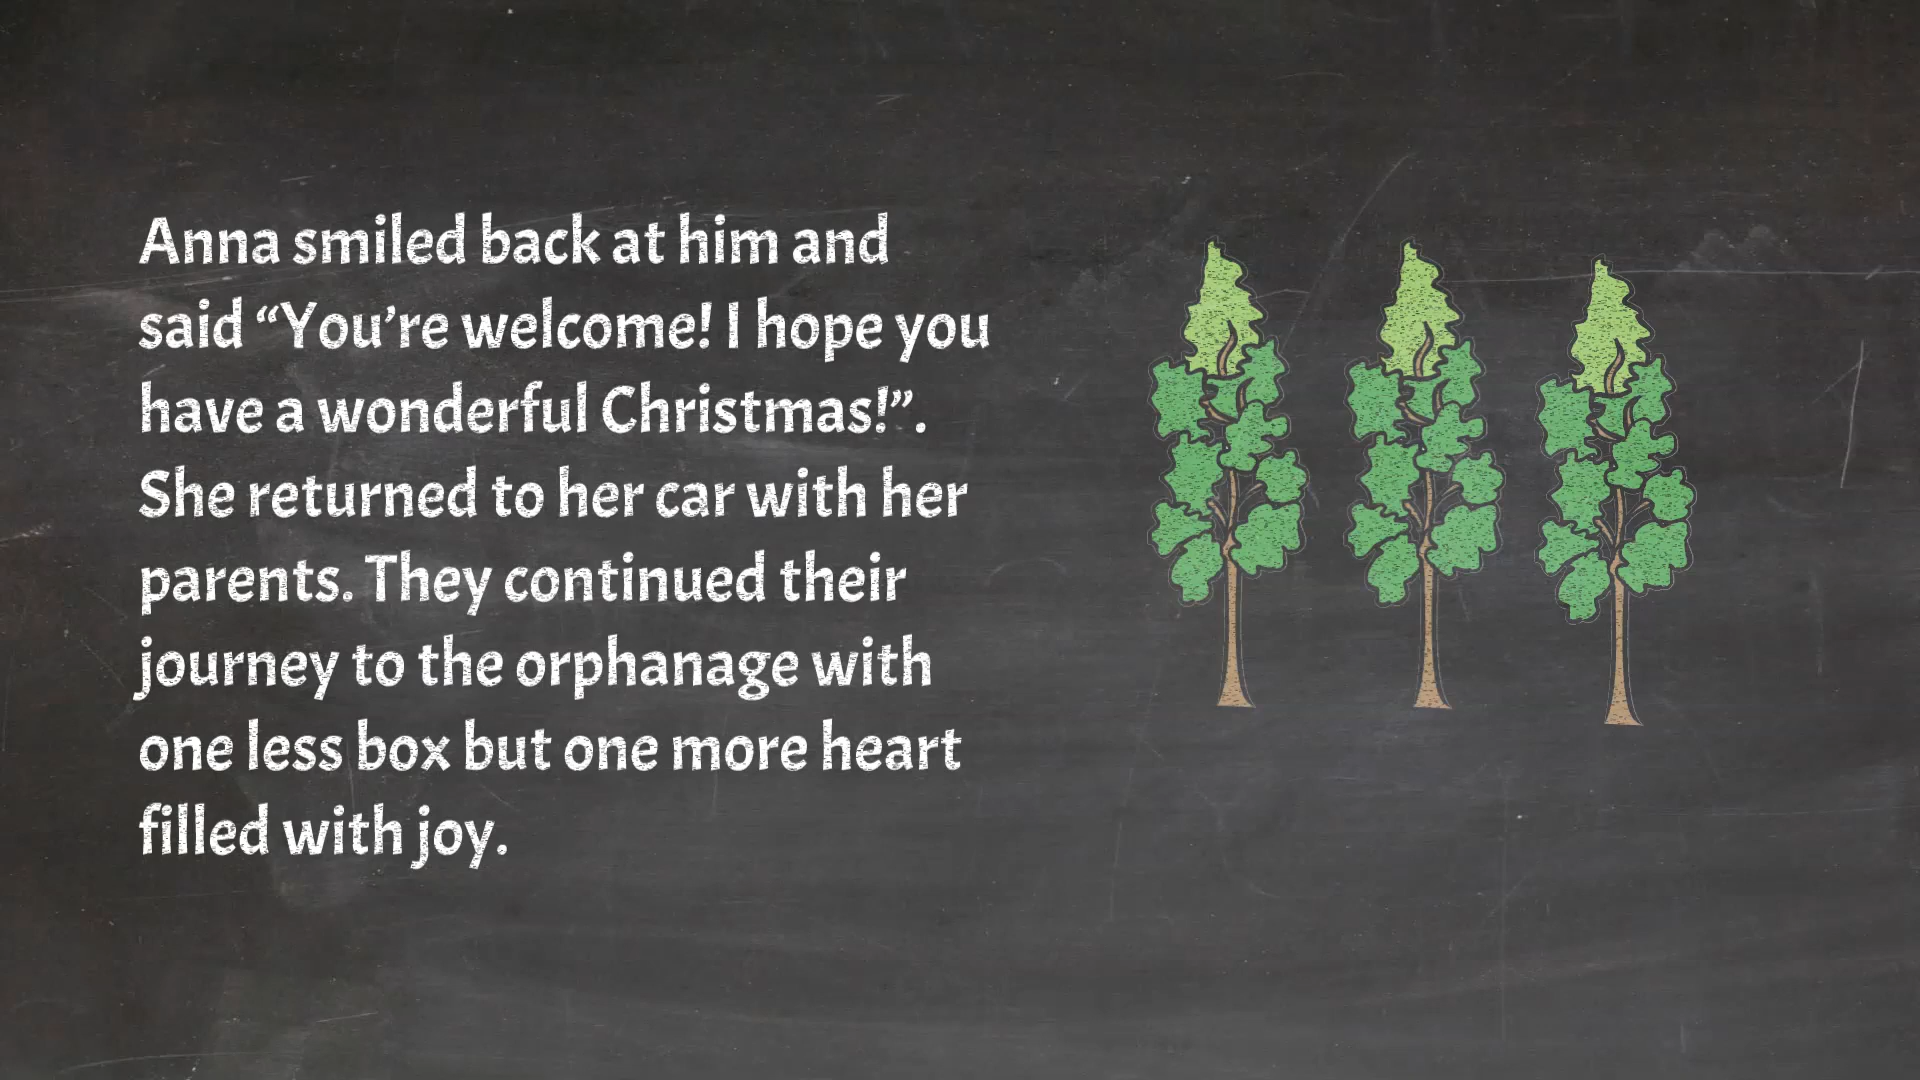 Anna smiled back at him and
said “You’re welcome! I hope you
have a wonderful Christmas!”.
She returned to her car with her
parents. They continued their
journey to the orphanage with
one less box but one more heart
filled with joy.